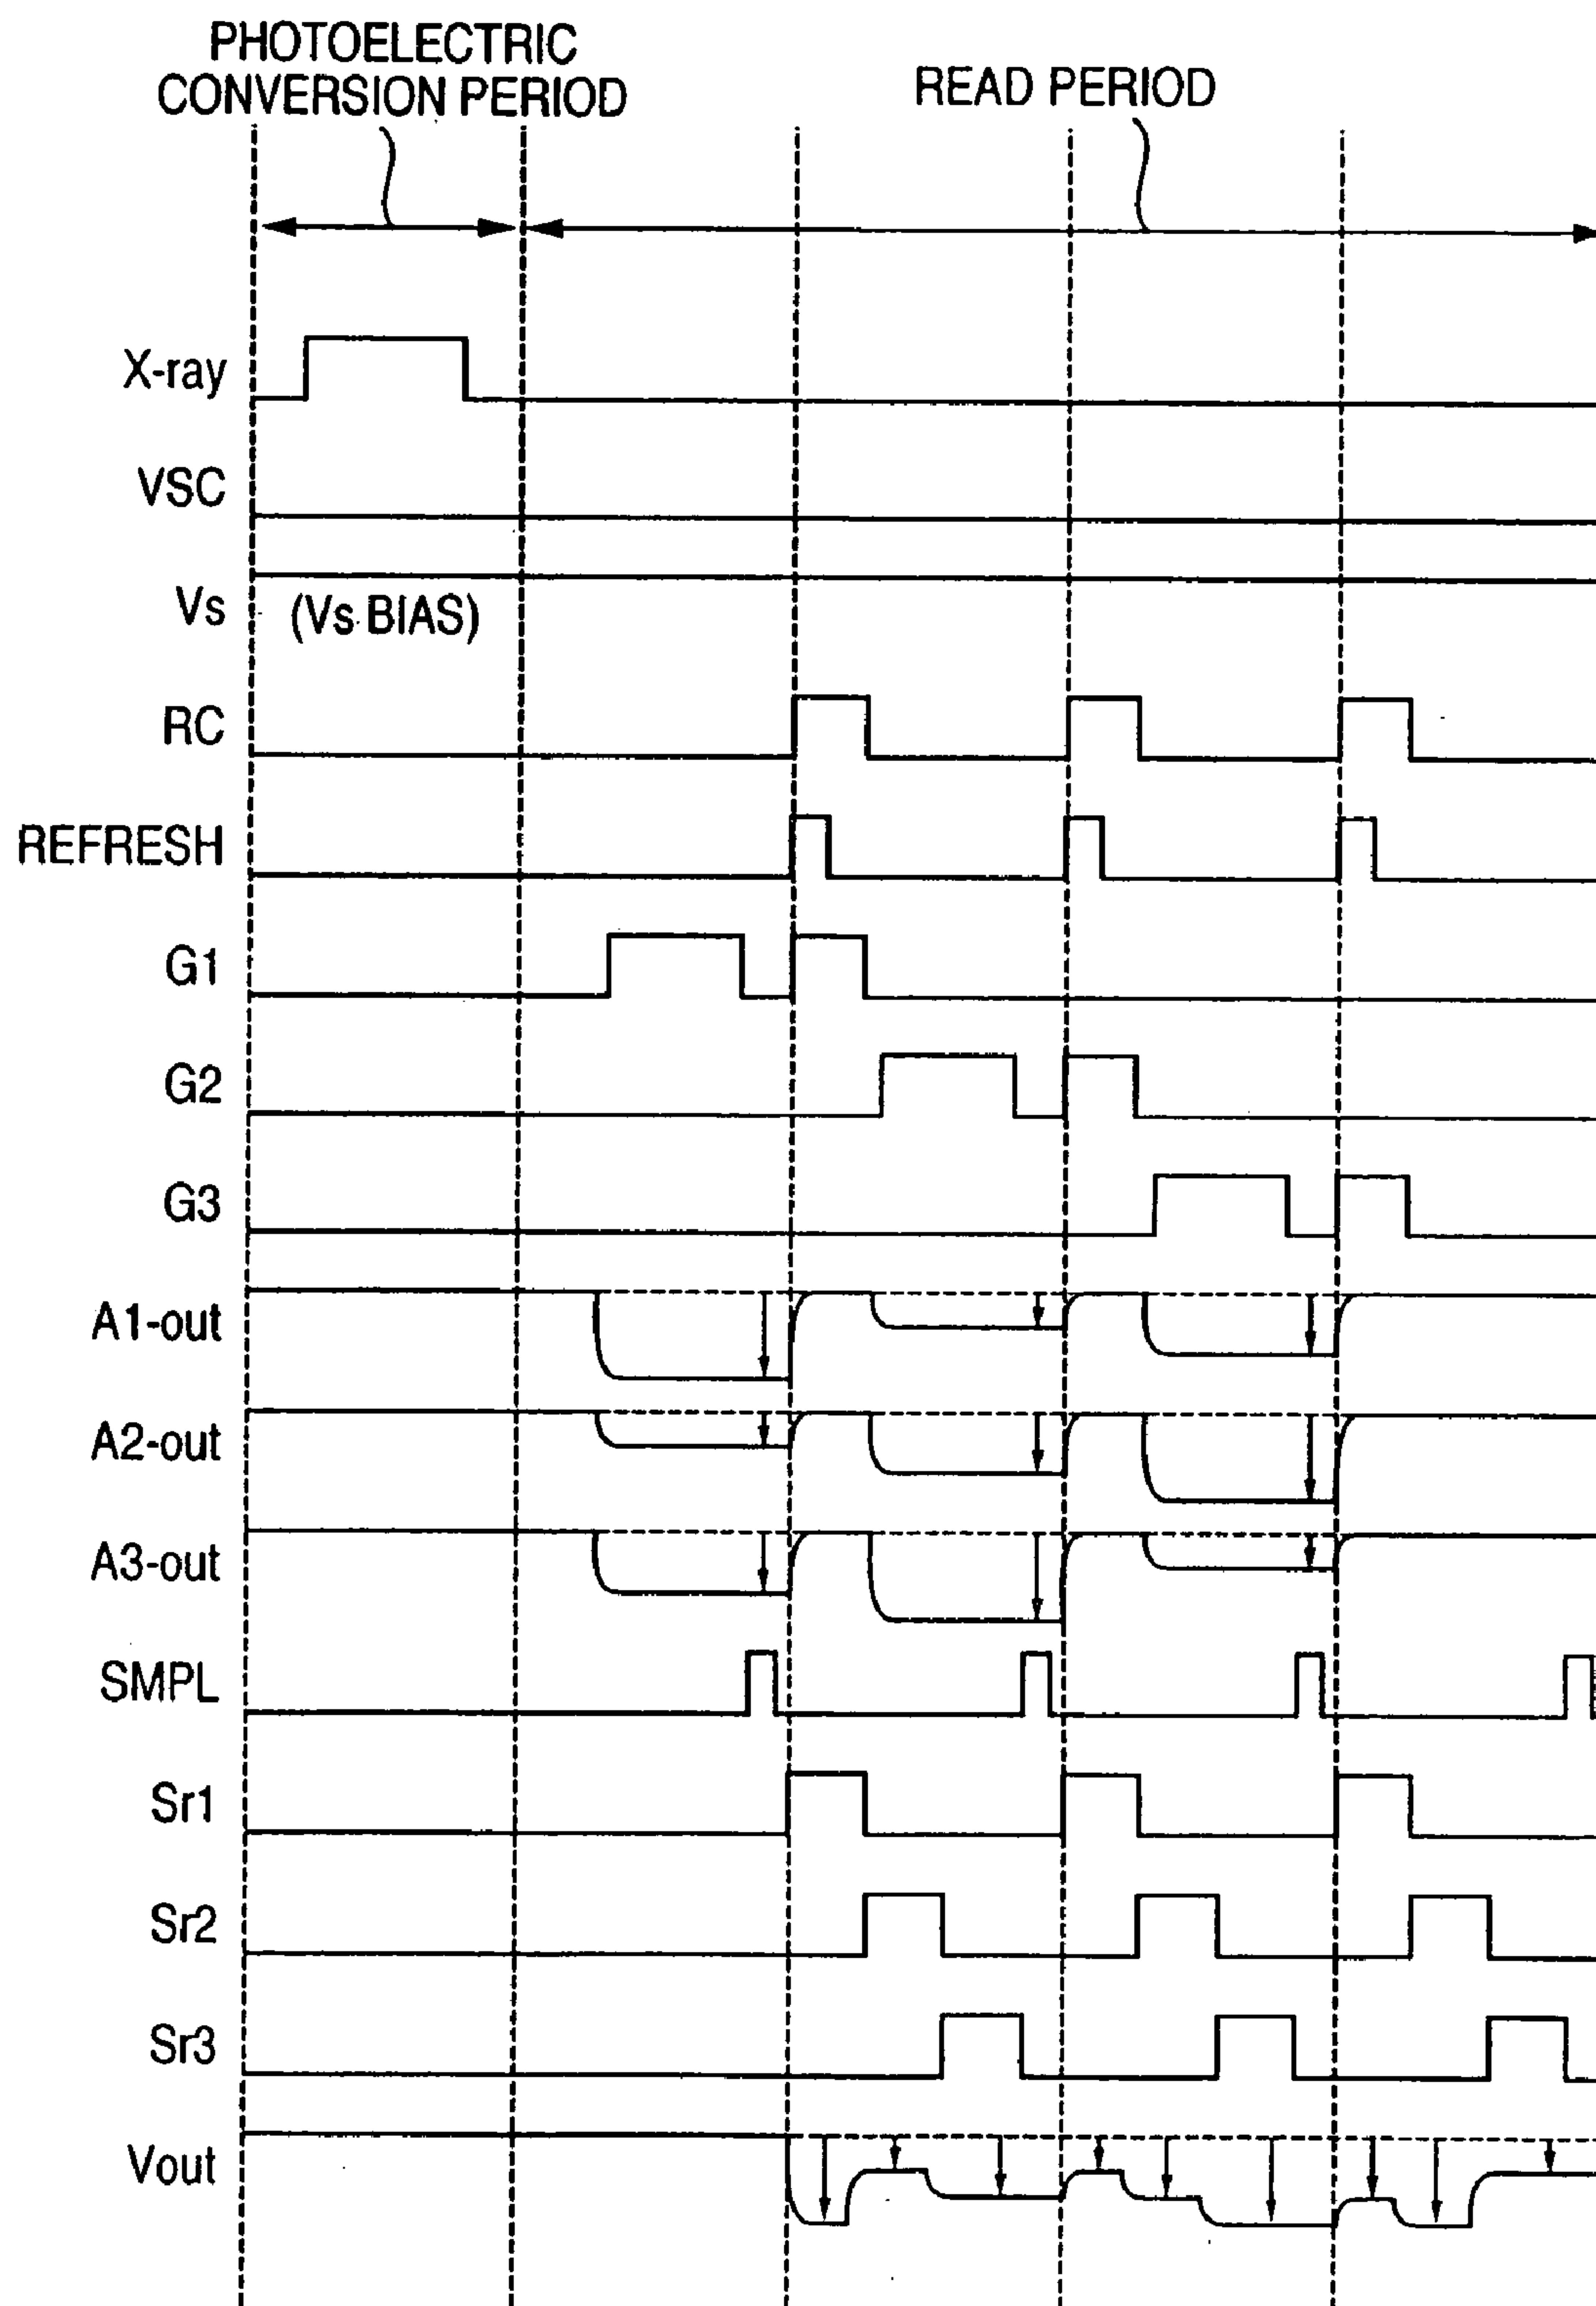 PHOTOELECTRIC
CONVERSION PERIOD
READ PERIOD
X-ray
VSC
Vs
(Vs BIAS)
RC
REFRESH
G1
G2
G3
A1-out
A2-out
A3-out
SMPL
Sr1
Sr2
Sr3
Vout